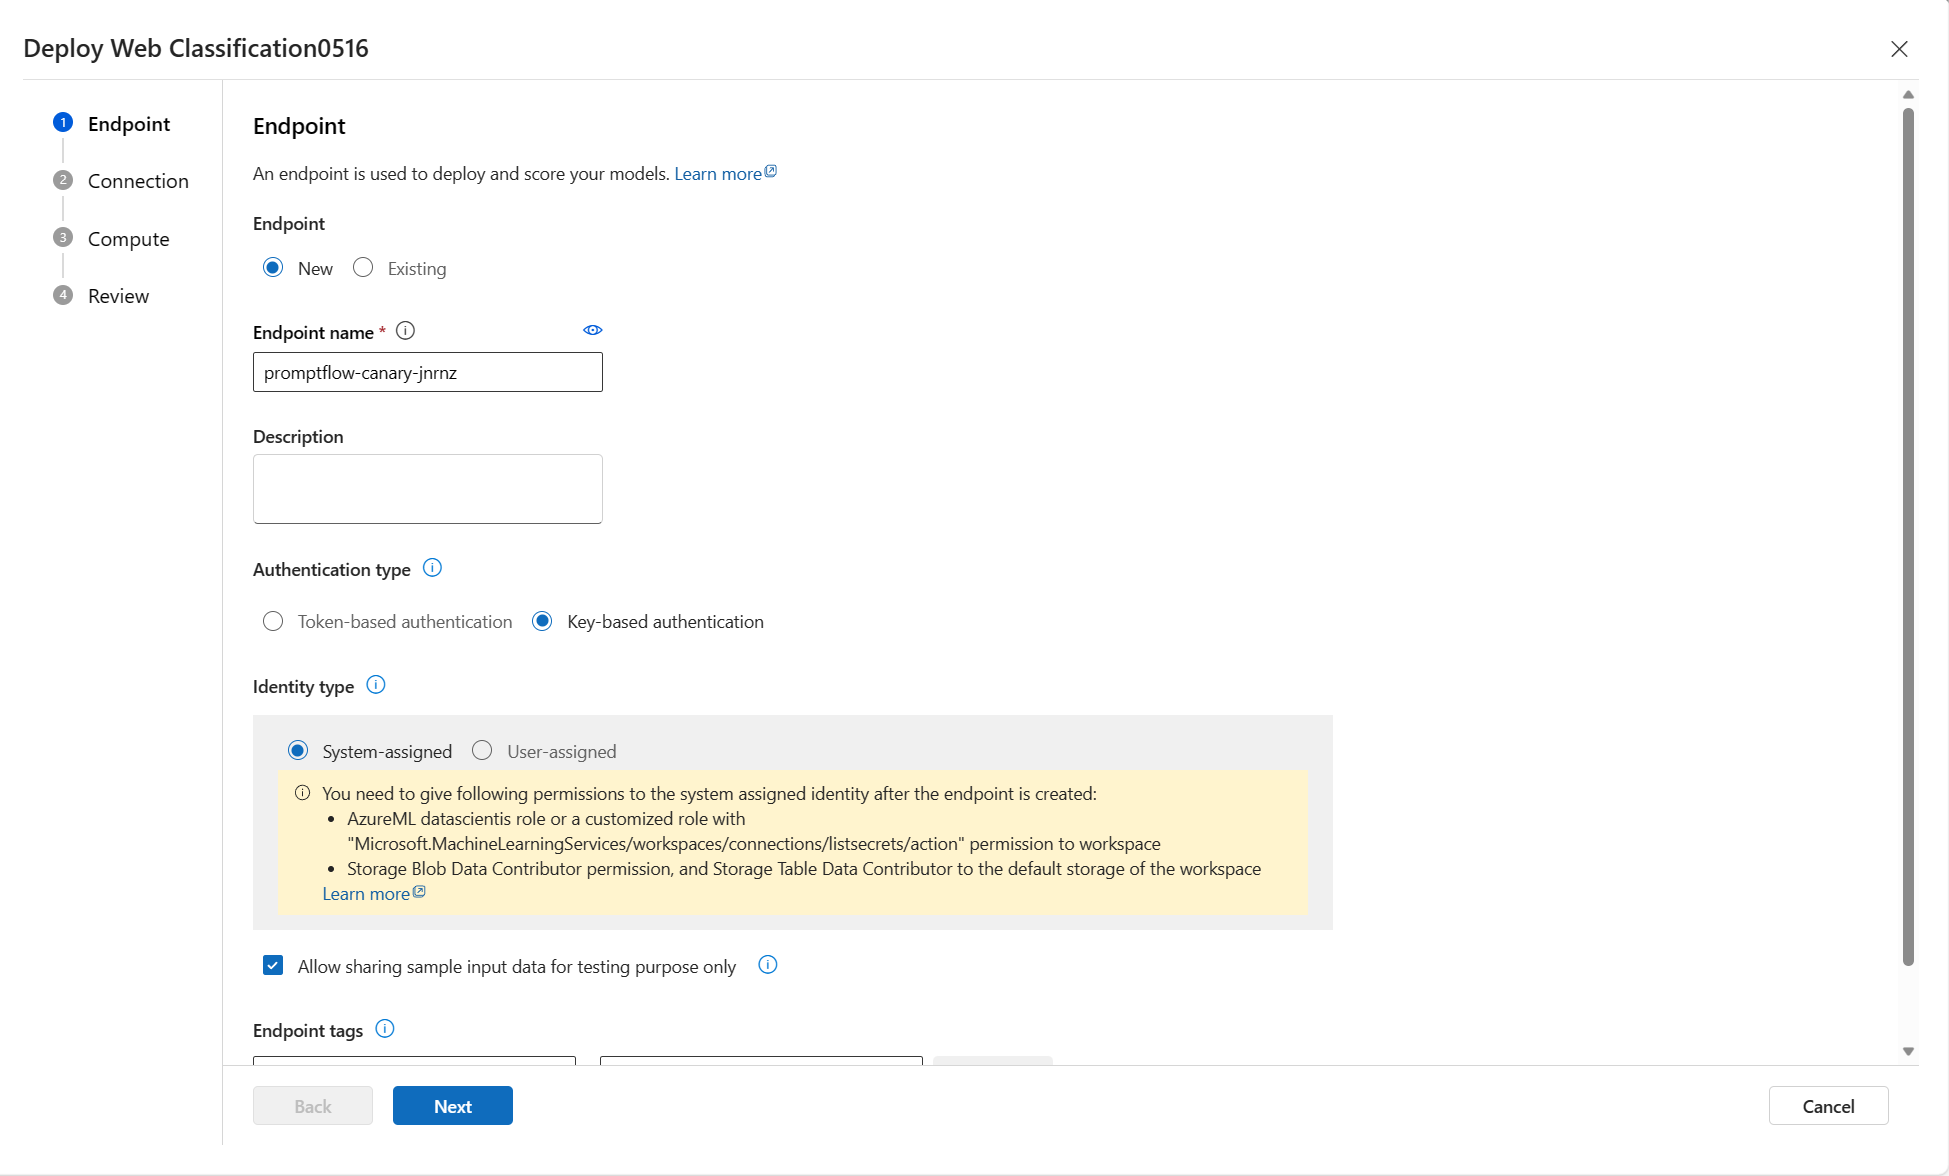 Deploy Web Classification0516
1 Endpoint
2 Connection
3 Compute
4 Review
Endpoint
An endpoint is used to deploy and score your models. Learn more
Endpoint
New Existing
Endpoint name *
promptflow-canary-jnrnz
Description
Authentication type
Token-based authentication Key-based authentication
Identity type
System-assigned User-assigned
You need to give following permissions to the system assigned identity after the endpoint is created:
• AzureML datascientis role or a customized role with
"Microsoft.MachineLearningServices/workspaces/connections/listsecrets/action" permission to workspace
• Storage Blob Data Contributor permission, and Storage Table Data Contributor to the default storage of the workspace
Learn more
Allow sharing sample input data for testing purpose only
Endpoint tags
Back Next Cancel